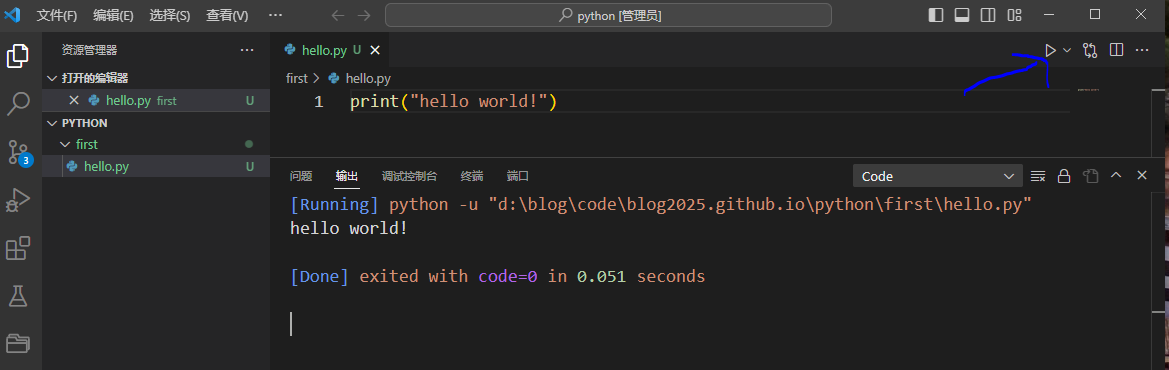 文件(F) 编辑(E) 选择(S) 查看(V) ··· python [管理员]
资源管理器 ···
打开的编辑器
hello.py first U
PYTHON
first
hello.py U
3
hello.py U
first > hello.py
1 print("hello world!")
问题 输出 调试控制台 终端 端口 Code
[Running] python -u "d:\blog\code\blog2025.github.io\python\first\hello.py"
hello world!
[Done] exited with code=0 in 0.051 seconds